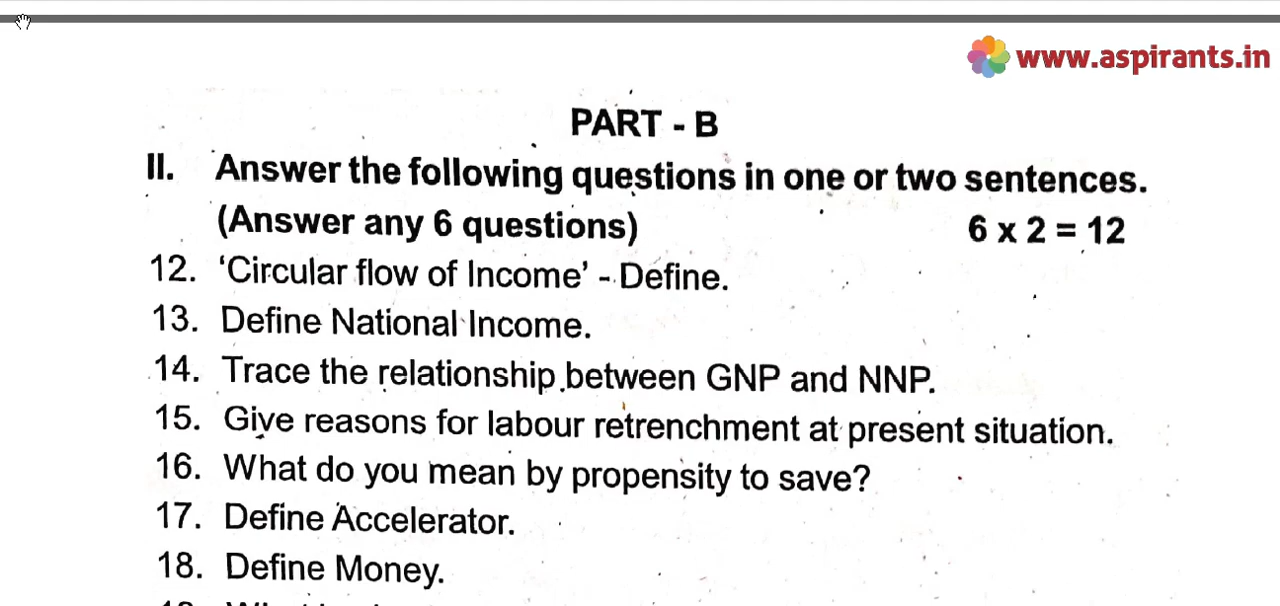 www.aspirants.in
PART - B
II. Answer the following questions in one or two sentences.
(Answer any 6 questions) 6 x 2 = 12
12. ‘Circular flow of Income’ - Define.
13. Define National Income.
14. Trace the relationship between GNP and NNP.
15. Give reasons for labour retrenchment at present situation.
16. What do you mean by propensity to save?
17. Define Accelerator.
18. Define Money.